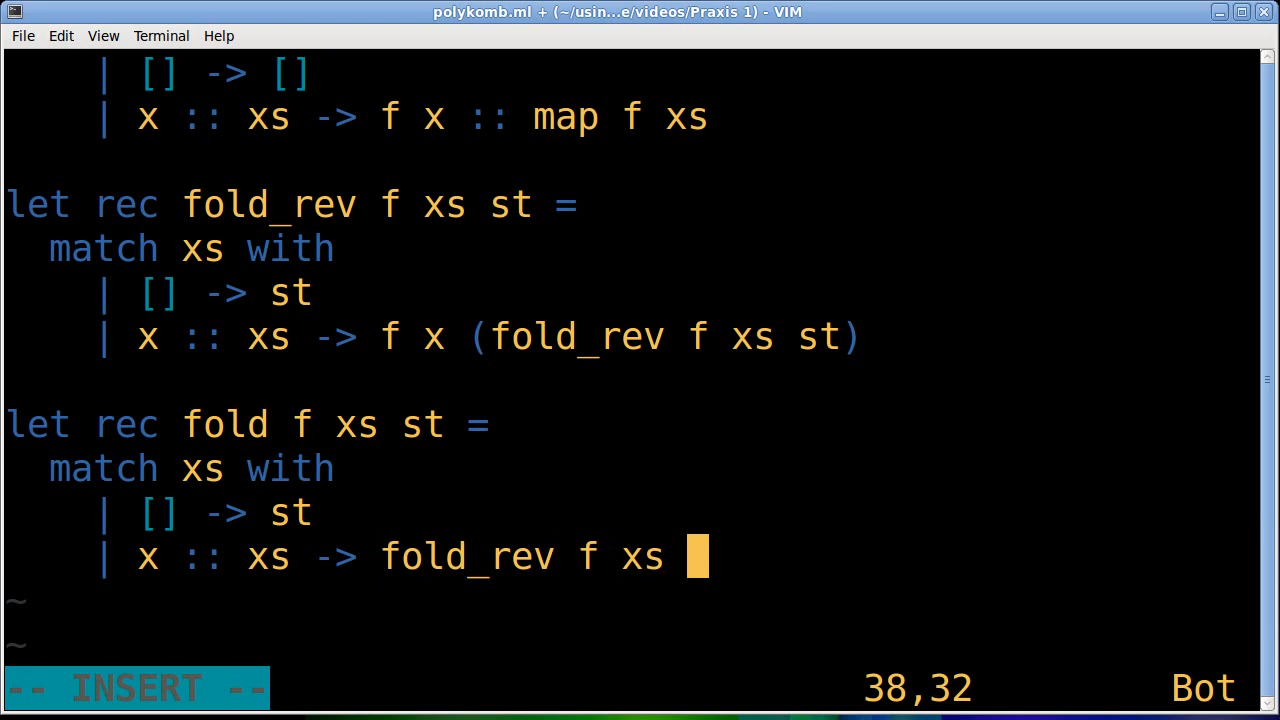 polykomb.ml + (~/usin...e/videos/Praxis 1) - VIM
File Edit View Terminal Help
| [] -> []
| x :: xs -> f x :: map f xs
let rec fold_rev f xs st =
match xs with
| [] -> st
| x :: xs -> f x (fold_rev f xs st)
let rec fold f xs st =
match xs with
| [] -> st
| x :: xs -> fold_rev f xs
~
~
-- INSERT -- 38,32 Bot